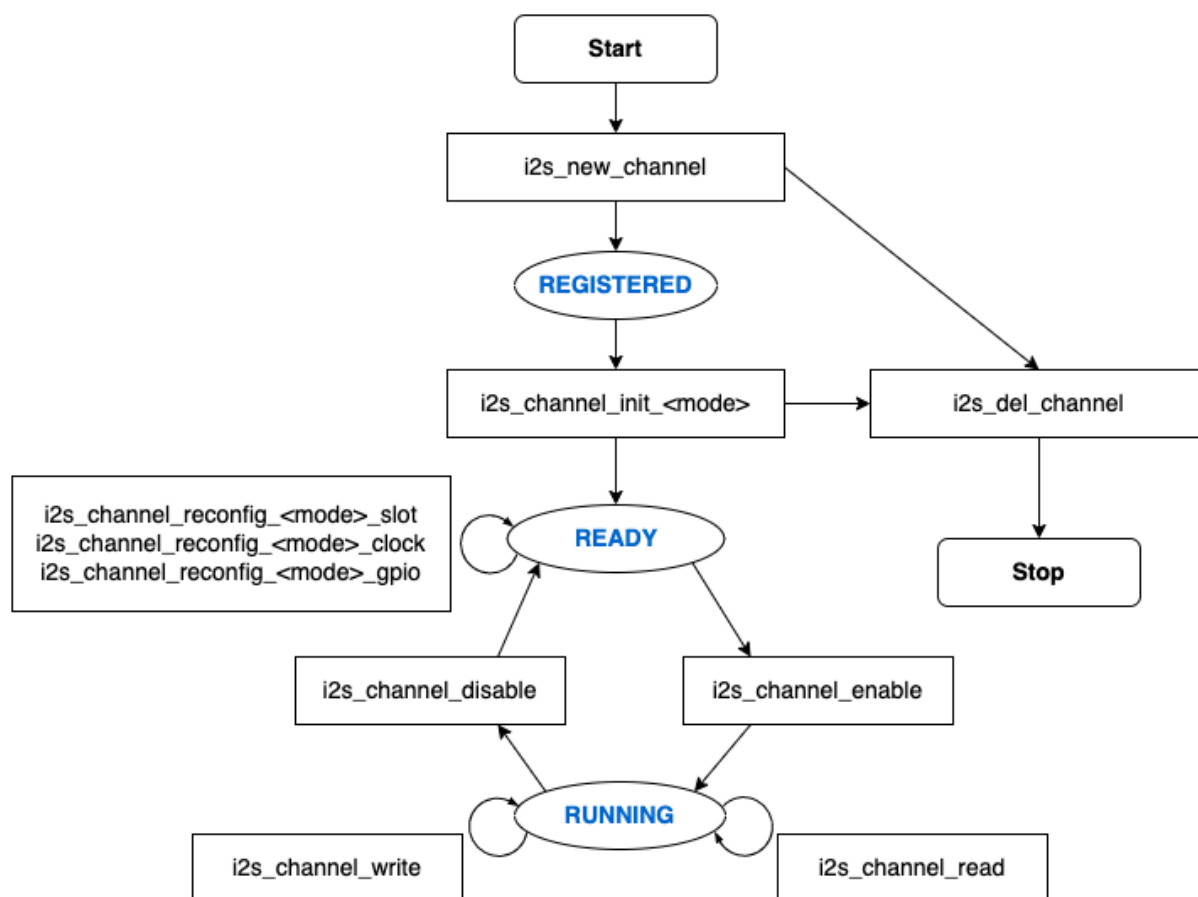 Start
i2s_new_channel
REGISTERED
i2s_channel_init_<mode>
i2s_del_channel
i2s_channel_reconfig_<mode>_slot
i2s_channel_reconfig_<mode>_clock
i2s_channel_reconfig_<mode>_gpio
READY
Stop
i2s_channel_disable
i2s_channel_enable
RUNNING
i2s_channel_write
i2s_channel_read